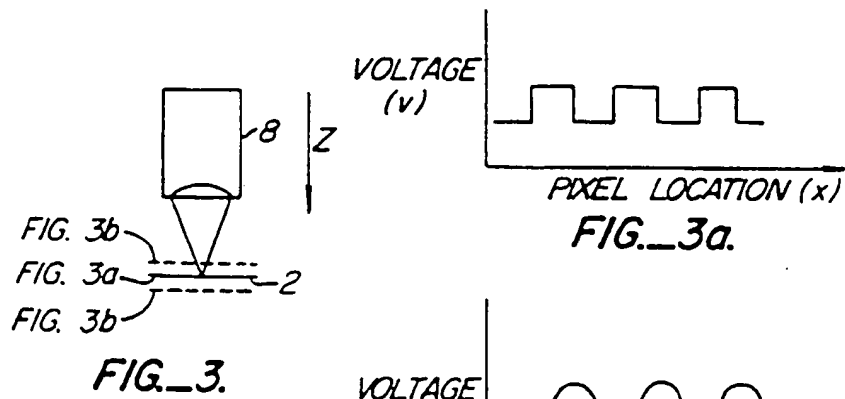 VOLTAGE
(v)
8
Z
PIXEL LOCATION (x)
FIG._3a.
FIG. 3b
FIG. 3a
2
FIG. 3b
FIG._3.
VOLTAGE